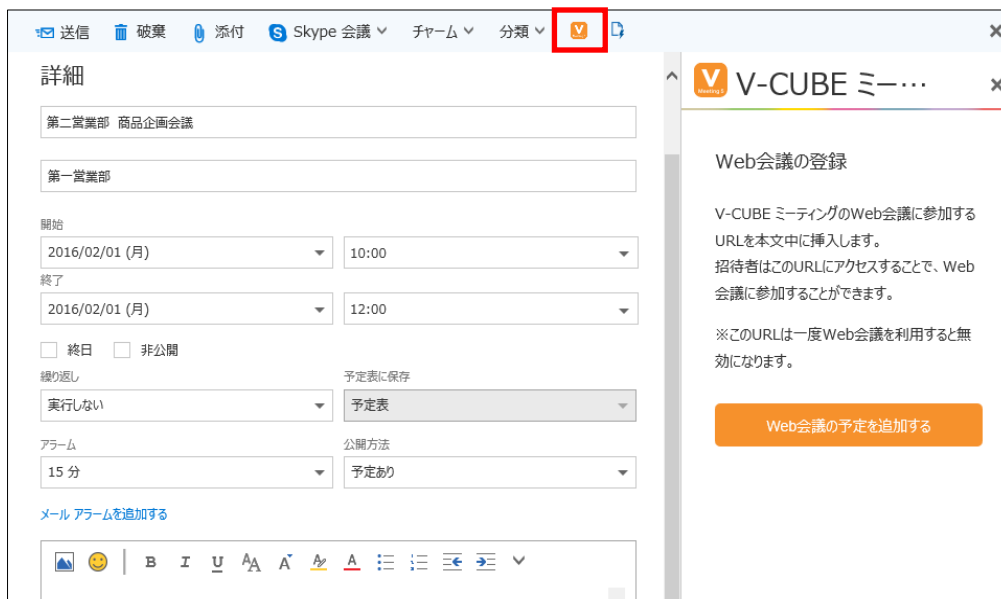 送信 破棄 添付 Skype 会議 チャーム 分類
詳細
第二営業部 商品企画会議
第一営業部
開始
2016/02/01 (月) 10:00
終了
2016/02/01 (月) 12:00
終日 非公開
繰り返し 予定表に保存
実行しない 予定表
アラーム 公開方法
15 分 予定あり
メール アラームを追加する
B I U AA A A
V-CUBE ミー…
Web会議の登録
V-CUBE ミーティングのWeb会議に参加する
URLを本文中に挿入します。
招待者はこのURLにアクセスすることで、Web
会議に参加することができます。
※このURLは一度Web会議を利用すると無
効になります。
Web会議の予定を追加する